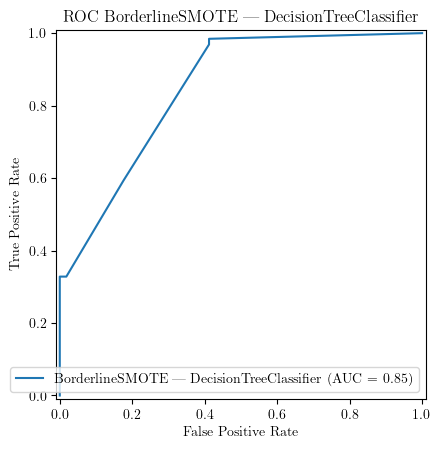 ROC BorderlineSMOTE — DecisionTreeClassifier
1.0
0.8
0.6
0.4
0.2
0.0
True Positive Rate
BorderlineSMOTE — DecisionTreeClassifier (AUC = 0.85)
0.0 0.2 0.4 0.6 0.8 1.0
False Positive Rate